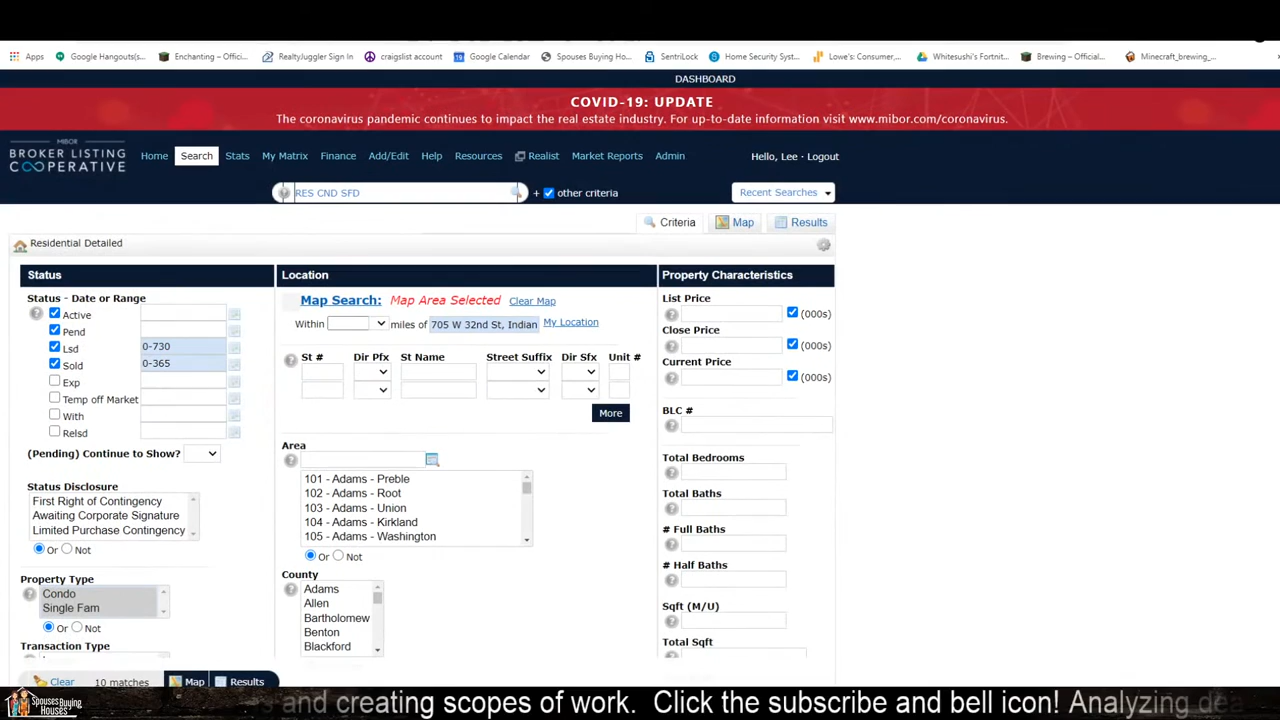 Apps Google Hangouts(s... Enchanting – Offici... RealtyJuggler Sign In craigslist account Google Calendar Spouses Buying Ho... SentriLock Home Security Syst... Lowe's: Consumer,... Whitesushi's Fortnit... Brewing – Official... Minecraft_brewing_...
DASHBOARD
COVID-19: UPDATE
The coronavirus pandemic continues to impact the real estate industry. For up-to-date information visit www.mibor.com/coronavirus.
MIBOR
BROKER LISTING
COOPERATIVE
Home Search Stats My Matrix Finance Add/Edit Help Resources Realist Market Reports Admin Hello, Lee · Logout
RES CND SFD + other criteria Recent Searches
Criteria Map Results
Residential Detailed
Status Location Property Characteristics
Status - Date or Range
Active
Pend
Lsd 0-730
Sold 0-365
Exp
Temp off Market
With
Relsd
(Pending) Continue to Show?
Status Disclosure
First Right of Contingency
Awaiting Corporate Signature
Limited Purchase Contingency
Or Not
Property Type
Condo
Single Fam
Or Not
Transaction Type
Map Search: Map Area Selected Clear Map
Within miles of 705 W 32nd St, Indian My Location
St # Dir Pfx St Name Street Suffix Dir Sfx Unit #
More
Area
101 - Adams - Preble
102 - Adams - Root
103 - Adams - Union
104 - Adams - Kirkland
105 - Adams - Washington
Or Not
County
Adams
Allen
Bartholomew
Benton
Blackford
List Price
(000s)
Close Price
(000s)
Current Price
(000s)
BLC #
Total Bedrooms
Total Baths
# Full Baths
# Half Baths
Sqft (M/U)
Total Sqft
Clear 10 matches Map Results
Spouses Buying Houses
and creating scopes of work. Click the subscribe and bell icon! Analyzing de